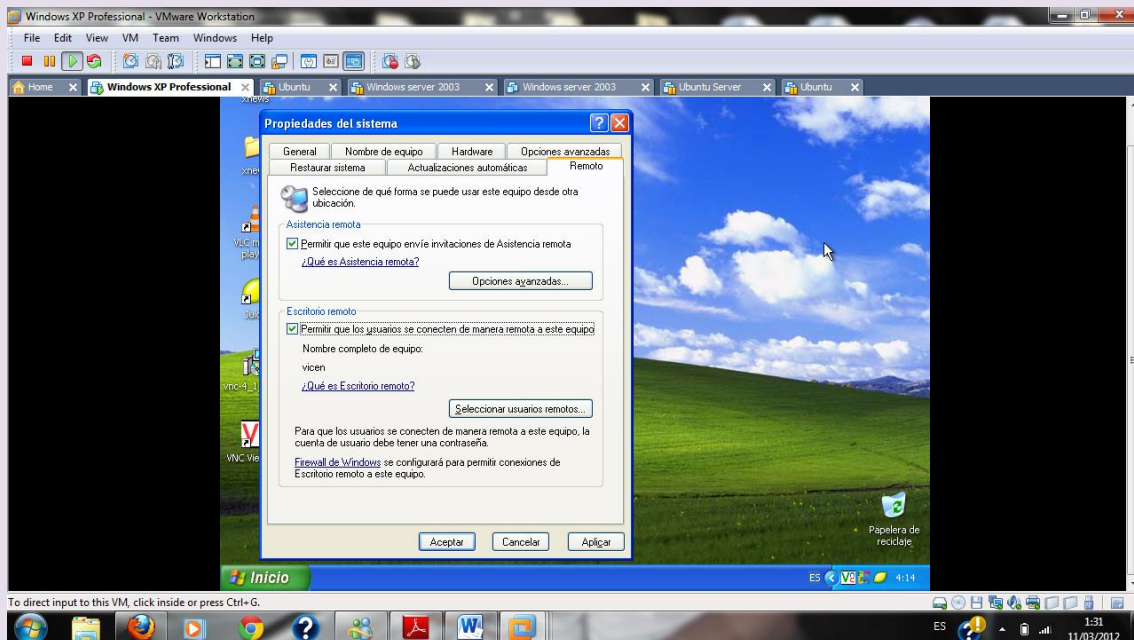 Windows XP Professional - VMware Workstation
File Edit View VM Team Windows Help
Home Windows XP Professional Ubuntu Windows server 2003 Windows server 2003 Ubuntu Server Ubuntu
xnews
Propiedades del sistema
General Nombre de equipo Hardware Opciones avanzadas
Restaurar sistema Actualizaciones automáticas Remoto
Seleccione de qué forma se puede usar este equipo desde otra
ubicación.
Asistencia remota
Permitir que este equipo envíe invitaciones de Asistencia remota
¿Qué es Asistencia remota?
Opciones avanzadas...
Escritorio remoto
Permitir que los usuarios se conecten de manera remota a este equipo
Nombre completo de equipo:
vicen
¿Qué es Escritorio remoto?
Seleccionar usuarios remotos...
Para que los usuarios se conecten de manera remota a este equipo, la
cuenta de usuario debe tener una contraseña.
Firewall de Windows se configurará para permitir conexiones de
Escritorio remoto a este equipo.
Aceptar Cancelar Aplicar
xne
VLC m
play
vnc-4_1
VNC Vie
Papelera de
reciclaje
Inicio
ES 4:14
To direct input to this VM, click inside or press Ctrl+G.
ES 1:31
11/03/2012